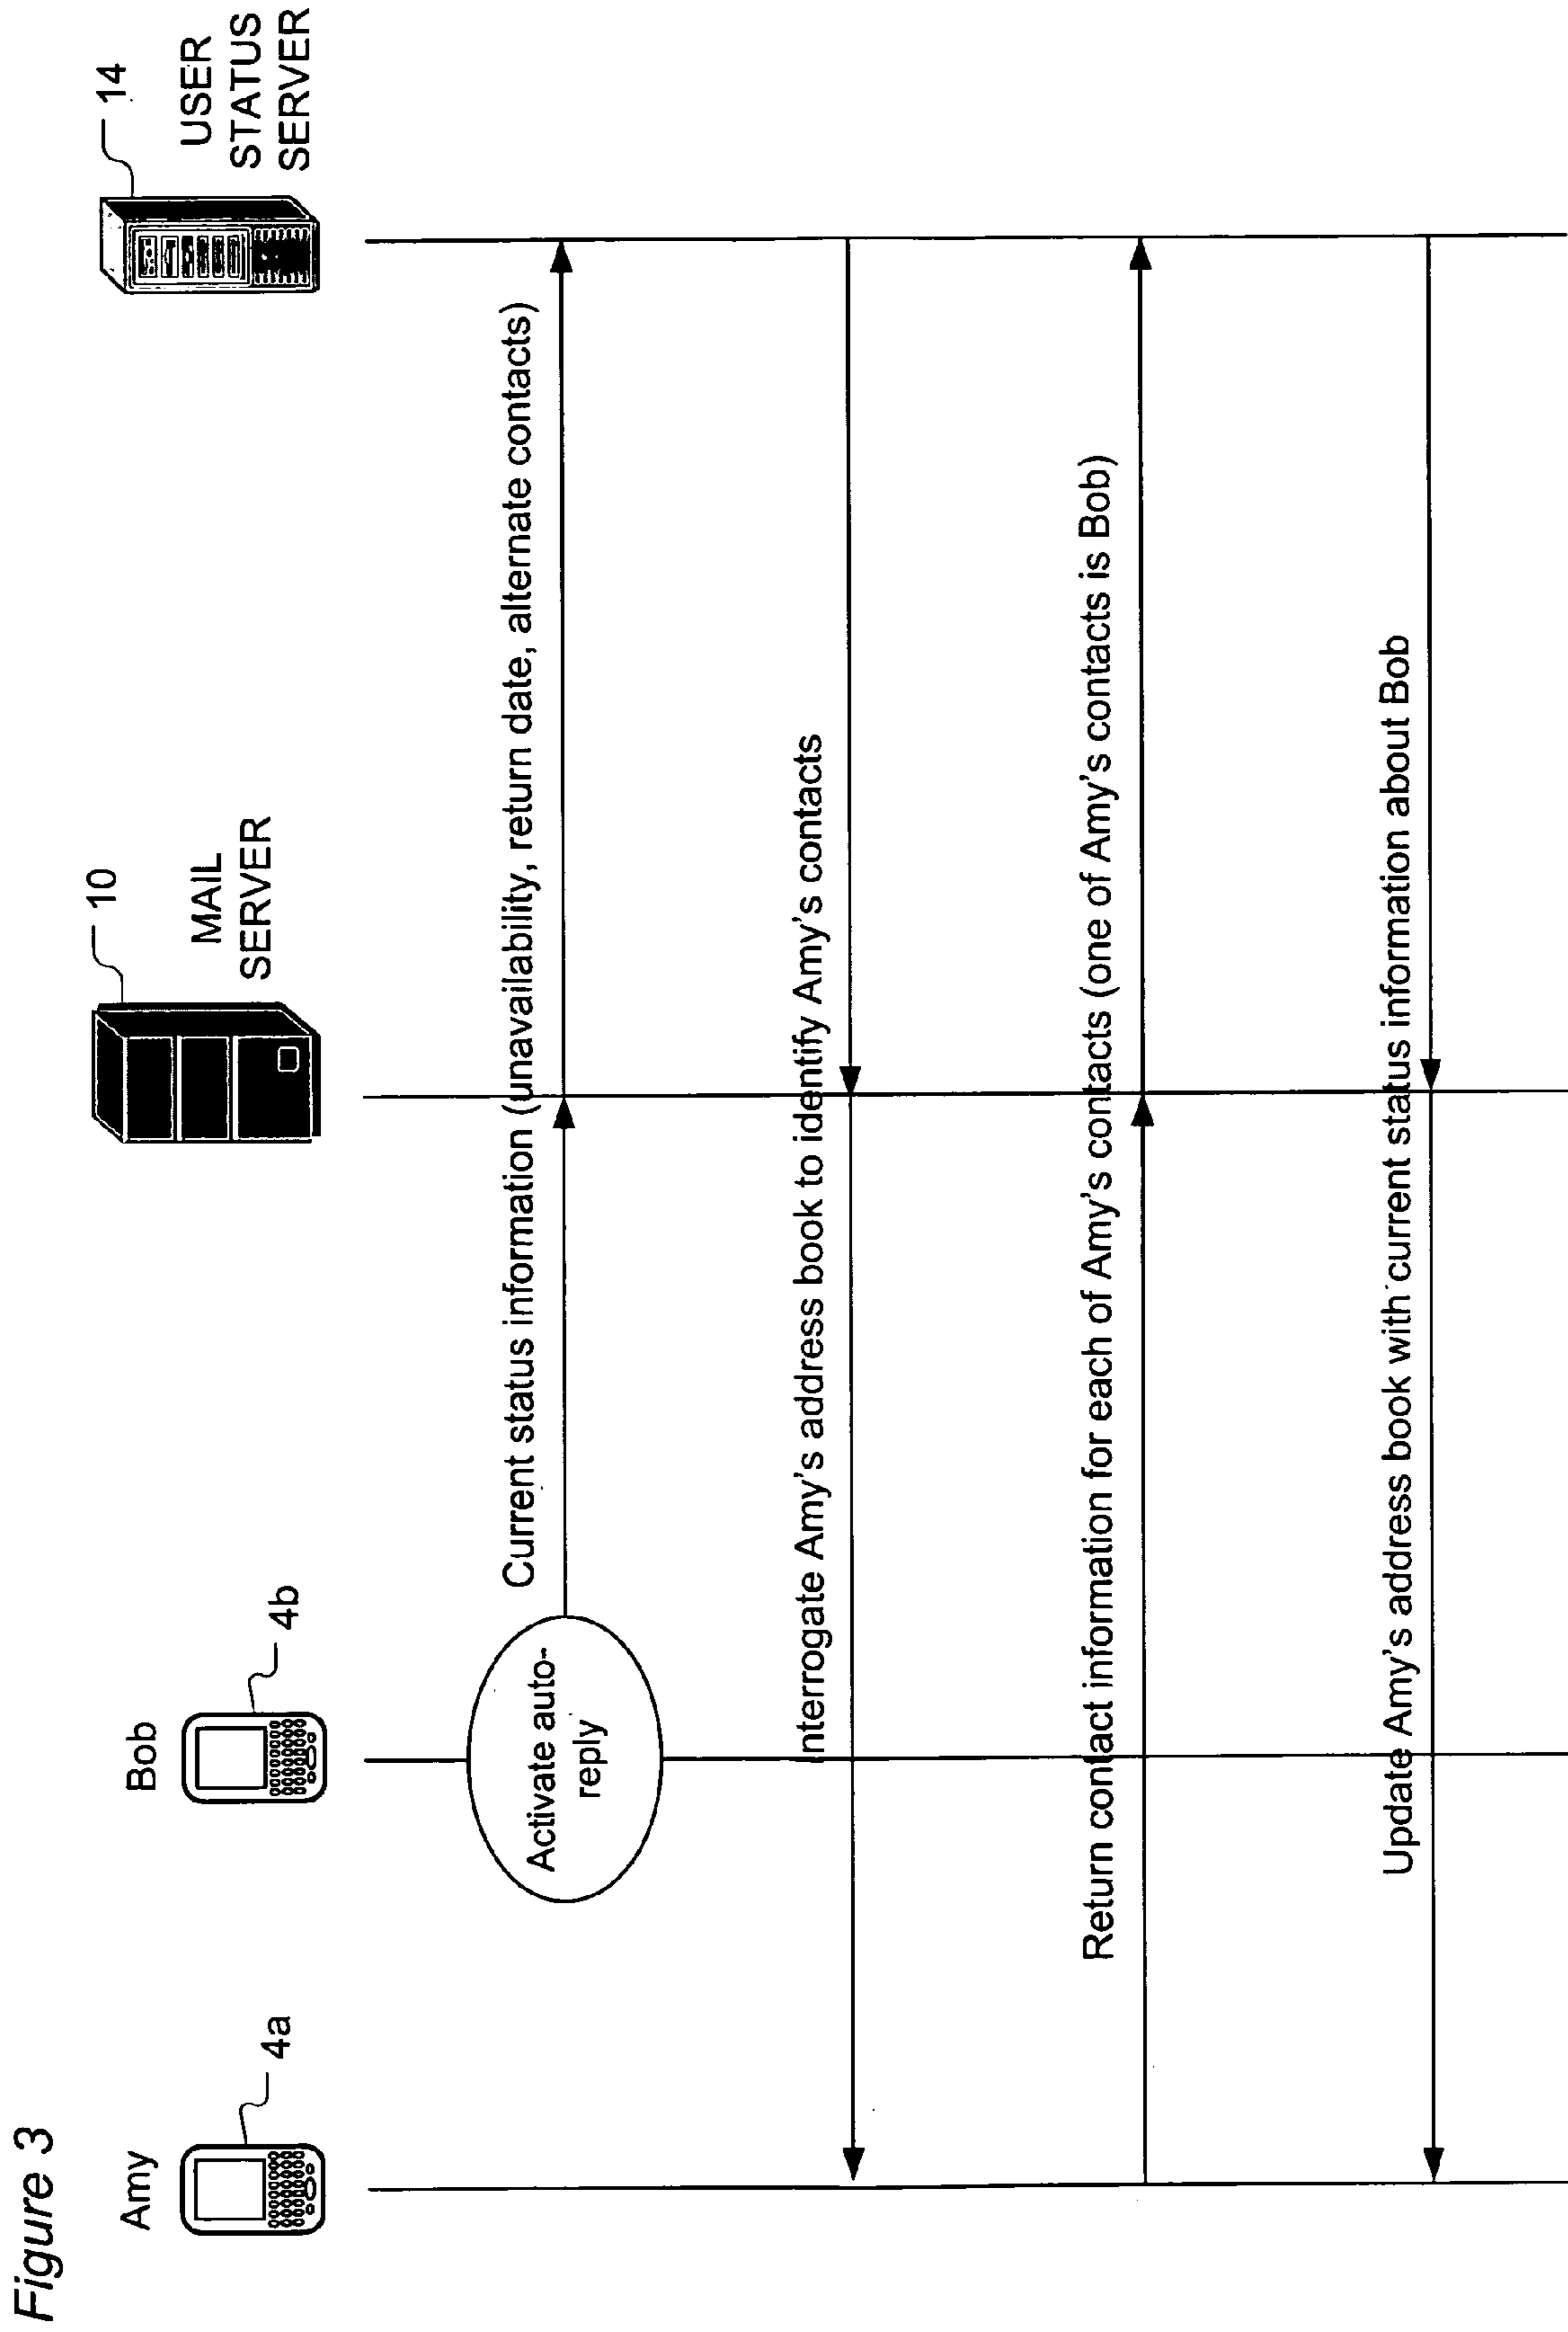 Figure 3
Amy
4a
Bob
4b
10
MAIL
SERVER
14
USER
STATUS
SERVER
Activate auto-
reply
Current status information (unavailability, return date, alternate contacts)
Interrogate Amy's address book to identify Amy's contacts
Return contact information for each of Amy's contacts (one of Amy's contacts is Bob)
Update Amy's address book with current status information about Bob